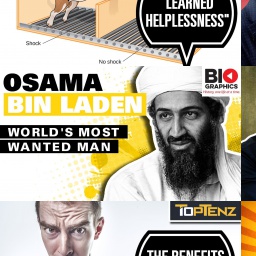 LEARNED
HELPLESSNESS"
Shock
No shock
OSAMA
BIN LADEN
WORLD'S MOST
WANTED MAN
BIO
GRAPHICS
TOPTENZ
THE BENEFITS